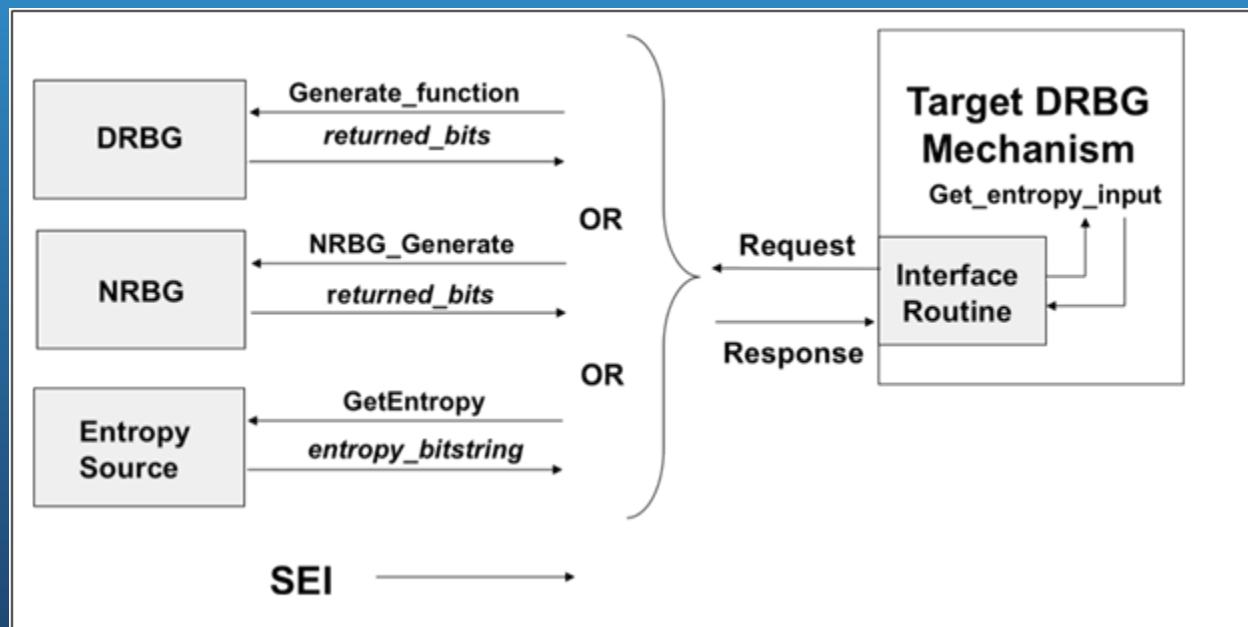 Generate_function
DRBG
returned_bits
OR
NRBG_Generate
NRBG
returned_bits
OR
GetEntropy
Entropy
Source
entropy_bitstring
SEI
Target DRBG
Mechanism
Get_entropy_input
Request
Interface
Routine
Response